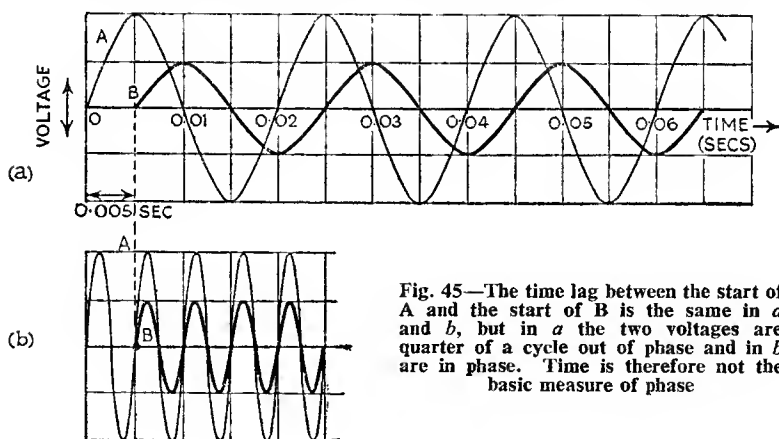 A
B
VOLTAGE
0 0·01 0·02 0·03 0·04 0·05 0·06 TIME
(SECS)
(a)
0·005 SEC
A
B
(b)
Fig. 45—The time lag between the start of
A and the start of B is the same in a
and b, but in a the two voltages are
quarter of a cycle out of phase and in b
are in phase. Time is therefore not the
basic measure of phase